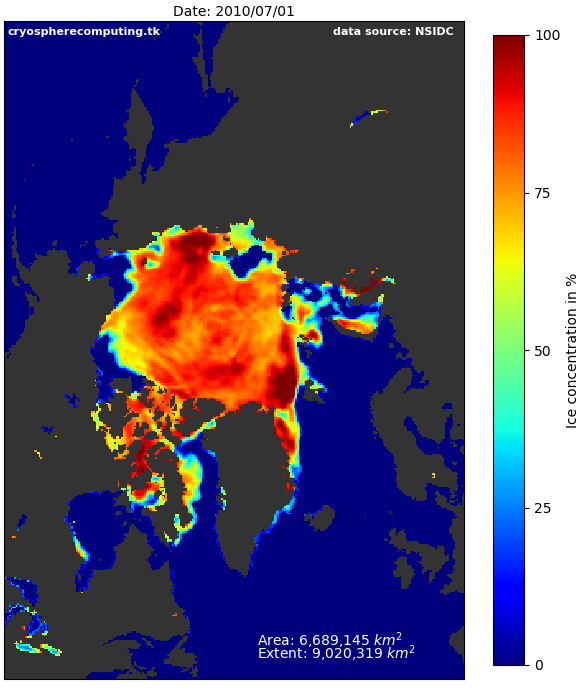 Date: 2010/07/01
cryospherecomputing.tk data source: NSIDC
100
75
50
25
0
Ice concentration in %
Area: 6,689,145 km²
Extent: 9,020,319 km²